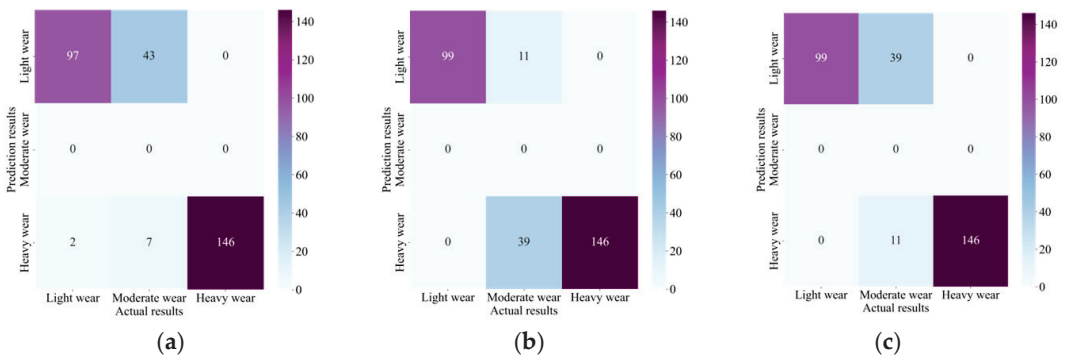 Prediction results
Light wear
Moderate wear
Heavy wear
97 43 0
0 0 0
2 7 146
Light wear Moderate wear Heavy wear
Actual results
140
120
100
80
60
40
20
0
(a)
Prediction results
Light wear
Moderate wear
Heavy wear
99 11 0
0 0 0
0 39 146
Light wear Moderate wear Heavy wear
Actual results
140
120
100
80
60
40
20
0
(b)
Prediction results
Light wear
Moderate wear
Heavy wear
99 39 0
0 0 0
0 11 146
Light wear Moderate wear Heavy wear
Actual results
140
120
100
80
60
40
20
0
(c)